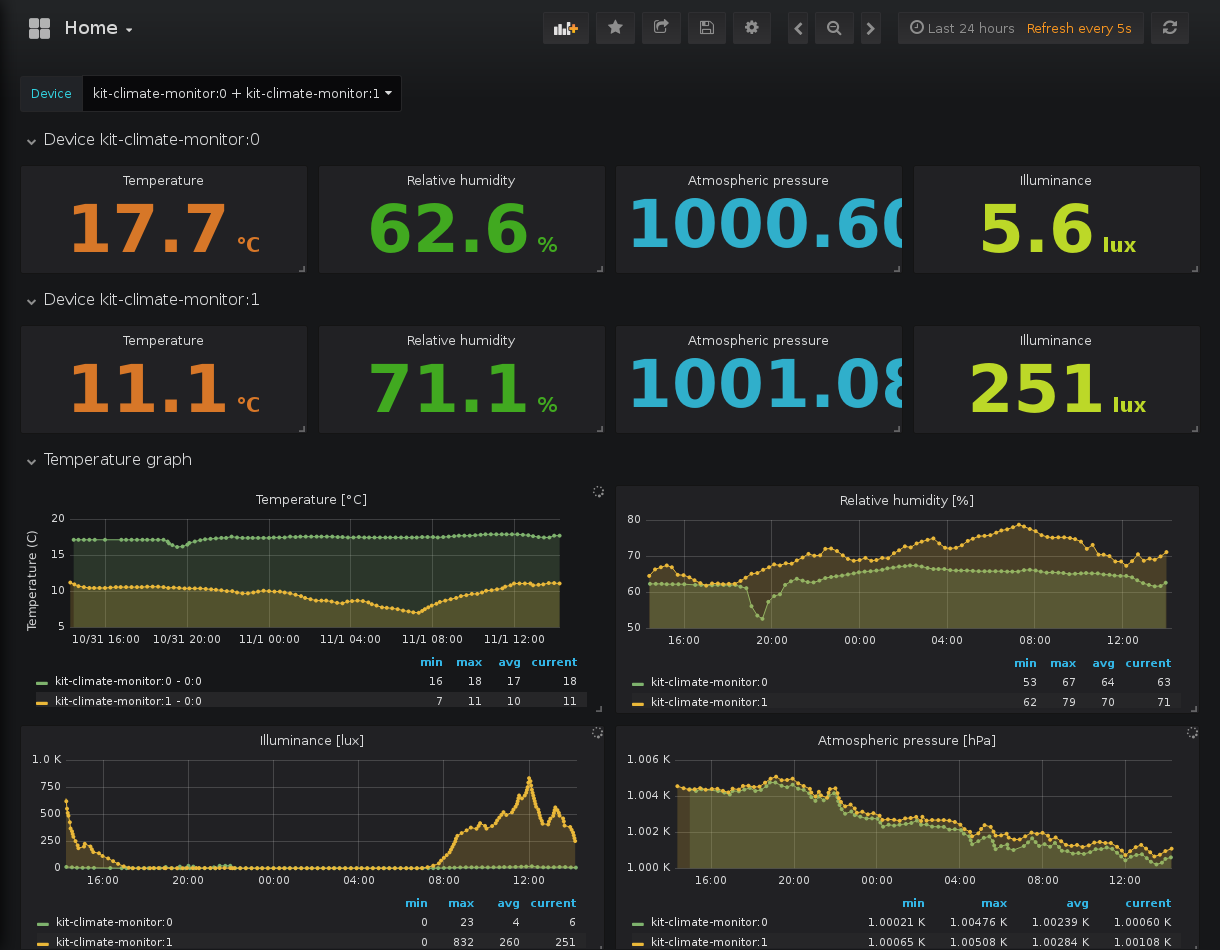 Home
Last 24 hours Refresh every 5s
Device kit-climate-monitor:0 + kit-climate-monitor:1
Device kit-climate-monitor:0
Temperature Relative humidity Atmospheric pressure Illuminance
17.7 °C 62.6 % 1000.60 5.6 lux
Device kit-climate-monitor:1
Temperature Relative humidity Atmospheric pressure Illuminance
11.1 °C 71.1 % 1001.08 251 lux
Temperature graph
Temperature [°C]
Temperature (C)
20
15
10
5
10/31 16:00 10/31 20:00 11/1 00:00 11/1 04:00 11/1 08:00 11/1 12:00
min max avg current
kit-climate-monitor:0 - 0:0 16 18 17 18
kit-climate-monitor:1 - 0:0 7 11 10 11
Relative humidity [%]
80
70
60
50
16:00 20:00 00:00 04:00 08:00 12:00
min max avg current
kit-climate-monitor:0 53 67 64 63
kit-climate-monitor:1 62 79 70 71
Illuminance [lux]
1.0 K
750
500
250
0
16:00 20:00 00:00 04:00 08:00 12:00
min max avg current
kit-climate-monitor:0 0 23 4 6
kit-climate-monitor:1 0 832 260 251
Atmospheric pressure [hPa]
1.006 K
1.004 K
1.002 K
1.000 K
16:00 20:00 00:00 04:00 08:00 12:00
min max avg current
kit-climate-monitor:0 1.00021 K 1.00476 K 1.00239 K 1.00060 K
kit-climate-monitor:1 1.00065 K 1.00508 K 1.00284 K 1.00108 K